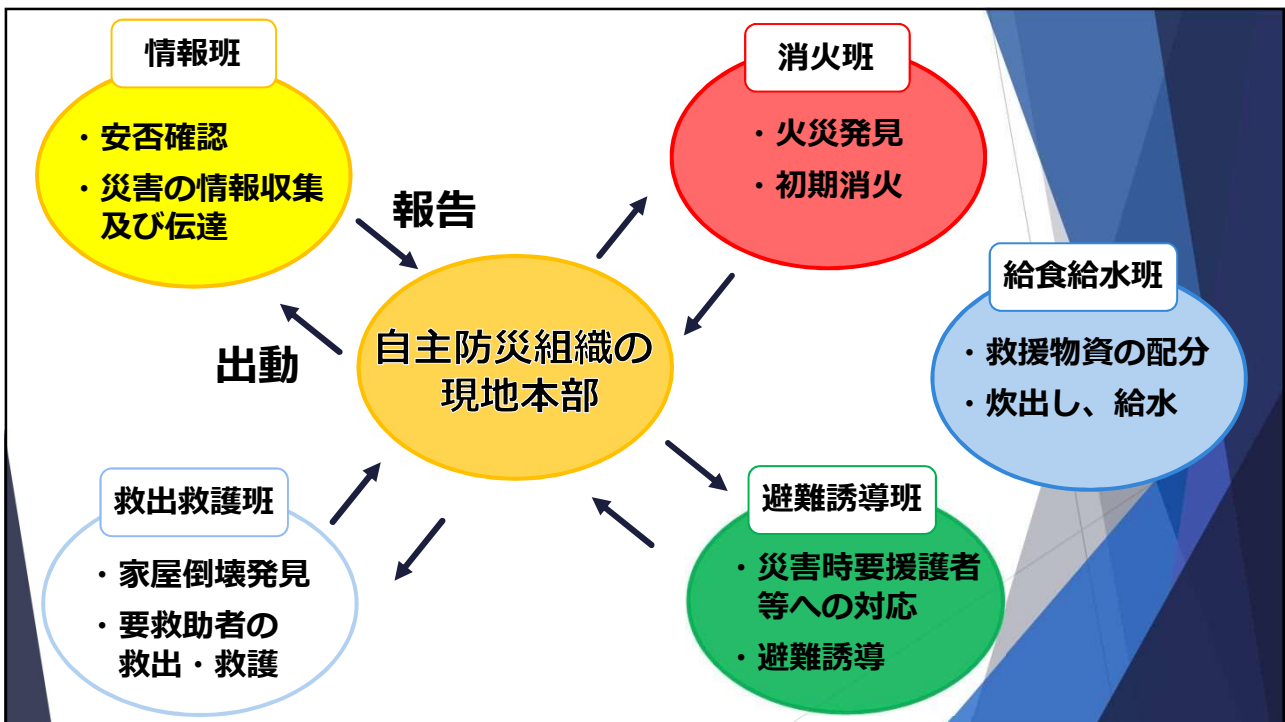 情報班
・安否確認
・災害の情報収集
及び伝達
報告
出動
消火班
・火災発見
・初期消火
自主防災組織の
現地本部
給食給水班
・救援物資の配分
・炊出し、給水
救出救護班
・家屋倒壊発見
・要救助者の
救出・救護
避難誘導班
・災害時要援護者
等への対応
・避難誘導